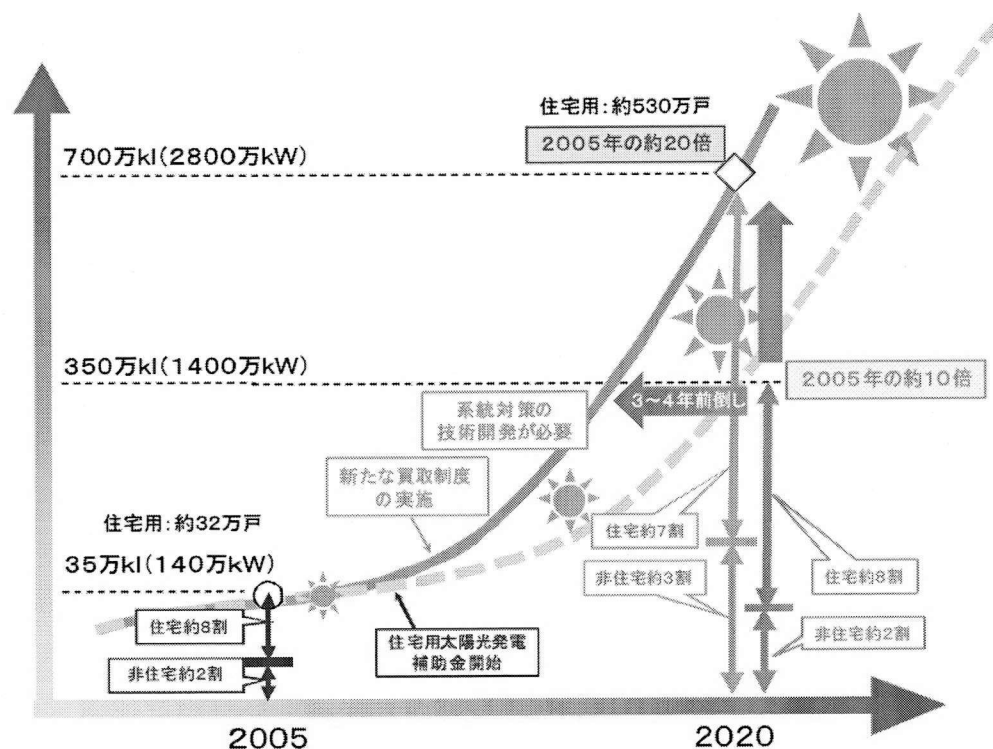 住宅用：約530万戸
2005年の約20倍
700万kl(2800万kW)
350万kl(1400万kW)
2005年の約10倍
3～4年前倒し
系統対策の
技術開発が必要
新たな買取制度
の実施
住宅用：約32万戸
35万kl(140万kW)
住宅約7割
非住宅約3割
住宅約8割
非住宅約2割
住宅約8割
非住宅約2割
住宅用太陽光発電
補助金開始
2005
2020